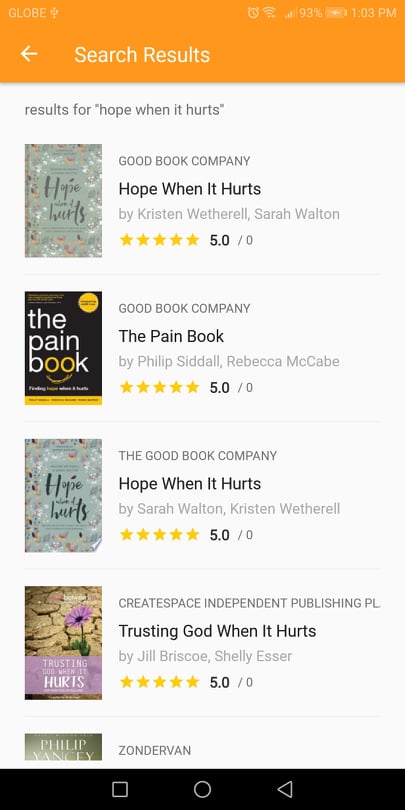 GLOBE 93% 1:03 PM
Search Results
results for "hope when it hurts"
Hope
when it
hurts
GOOD BOOK COMPANY
Hope When It Hurts
by Kristen Wetherell, Sarah Walton
5.0 / 0
the
pain
book
Finding hope when it hurts
GOOD BOOK COMPANY
The Pain Book
by Philip Siddall, Rebecca McCabe
5.0 / 0
Hope
when it
hurts
THE GOOD BOOK COMPANY
Hope When It Hurts
by Sarah Walton, Kristen Wetherell
5.0 / 0
between
TRUSTING
GOD WHEN IT
HURTS
CREATESPACE INDEPENDENT PUBLISHING PL
Trusting God When It Hurts
by Jill Briscoe, Shelly Esser
5.0 / 0
PHILIP
YANCEY
ZONDERVAN